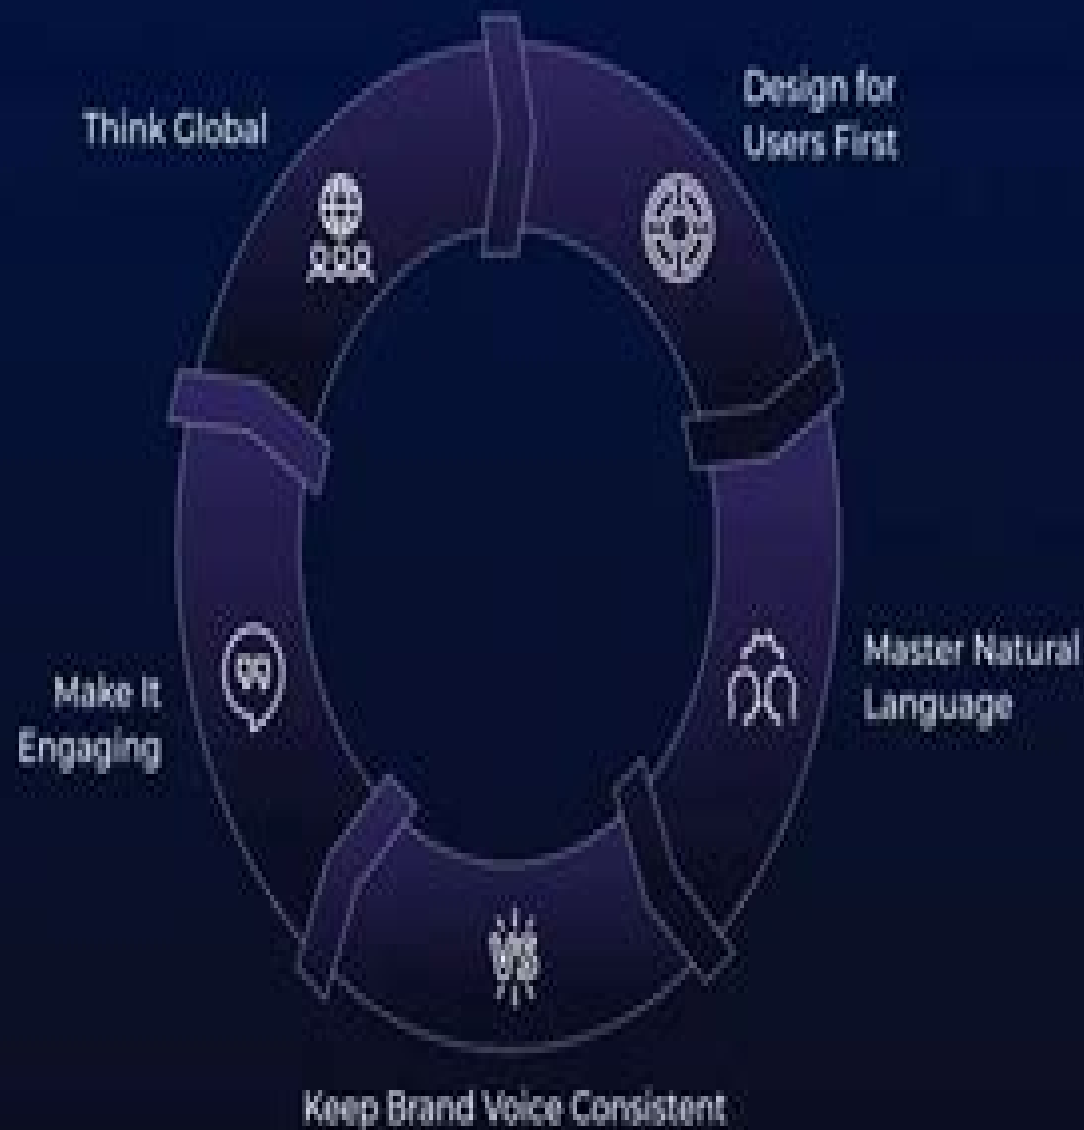 Think Global
Design for
Users First
Master Natural
Language
Make It
Engaging
Keep Brand Voice Consistent